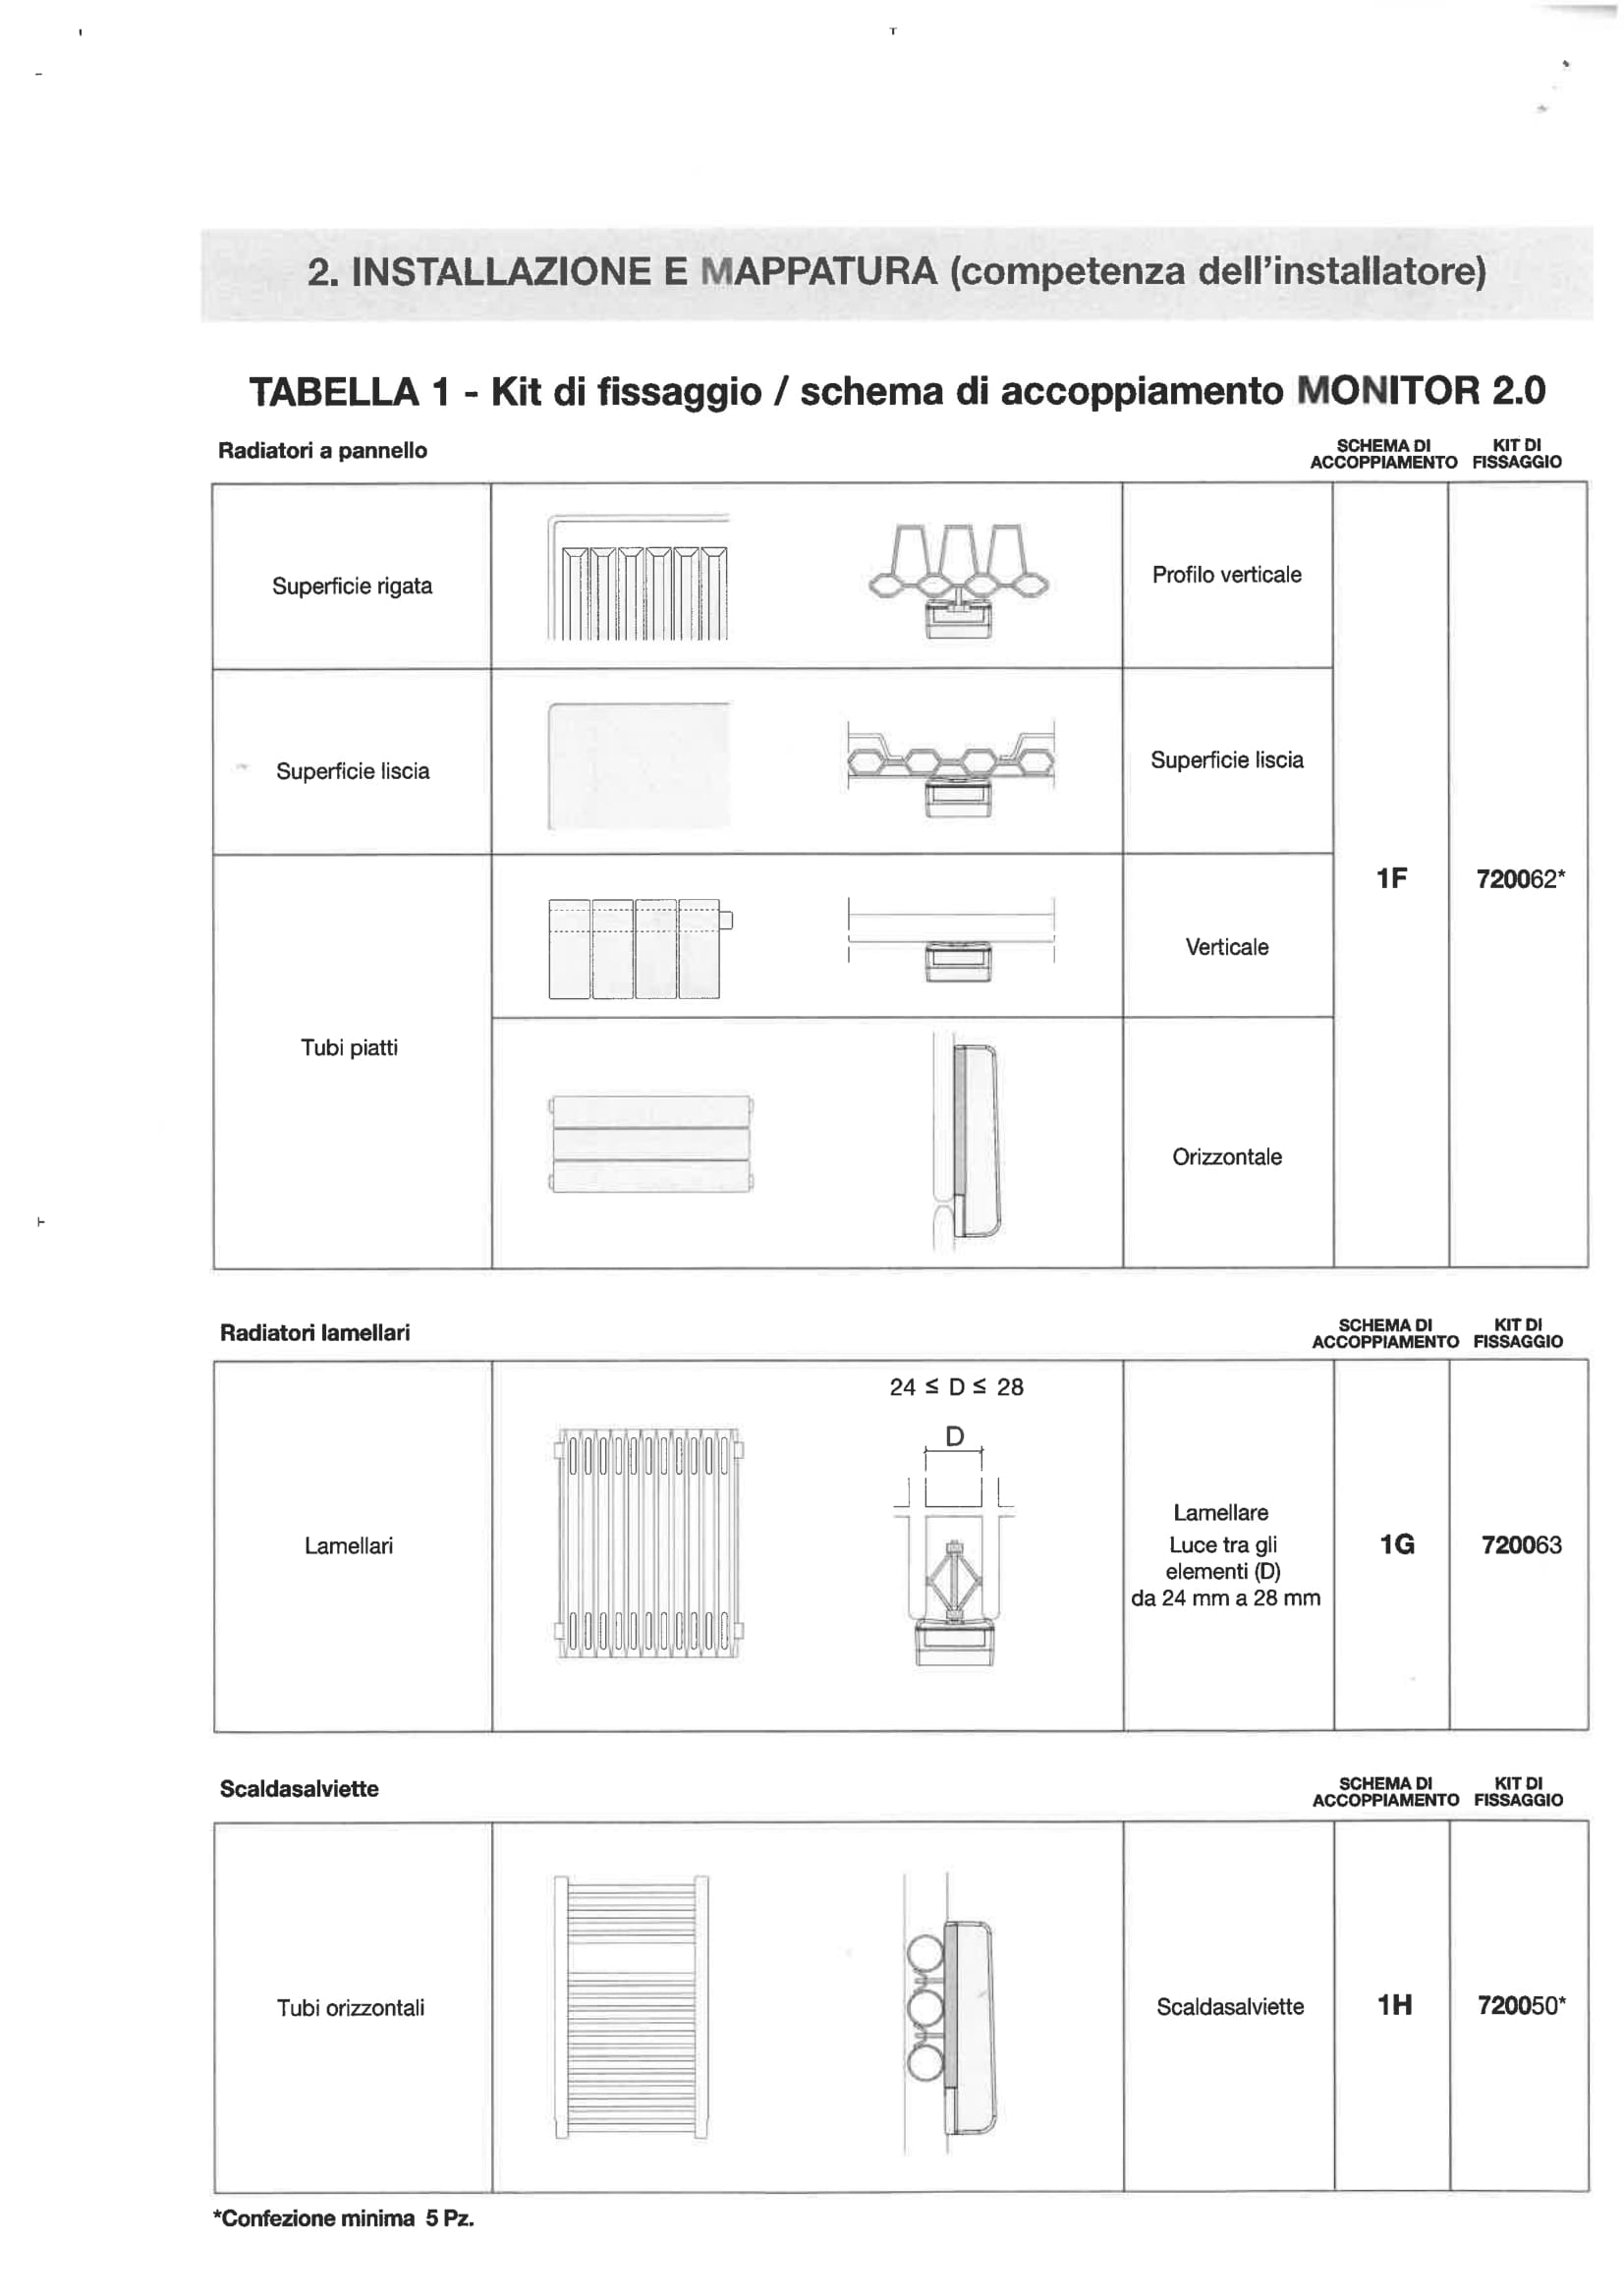 2. INSTALLAZIONE E MAPPATURA (competenza dell'installatore)
TABELLA 1 - Kit di fissaggio / schema di accoppiamento MONITOR 2.0
Radiatori a pannello
SCHEMA DI ACCOPPIAMENTO
KIT DI FISSAGGIO
Superficie rigata
Profilo verticale
Superficie liscia
Superficie liscia
1F
720062*
Verticale
Tubi piatti
Orizzontale
Radiatori lamellari
SCHEMA DI ACCOPPIAMENTO
KIT DI FISSAGGIO
24 ≤ D ≤ 28
D
Lamellari
Lamellare
Luce tra gli
elementi (D)
da 24 mm a 28 mm
1G
720063
Scaldasalviette
SCHEMA DI ACCOPPIAMENTO
KIT DI FISSAGGIO
Tubi orizzontali
Scaldasalviette
1H
720050*
*Confezione minima 5 Pz.